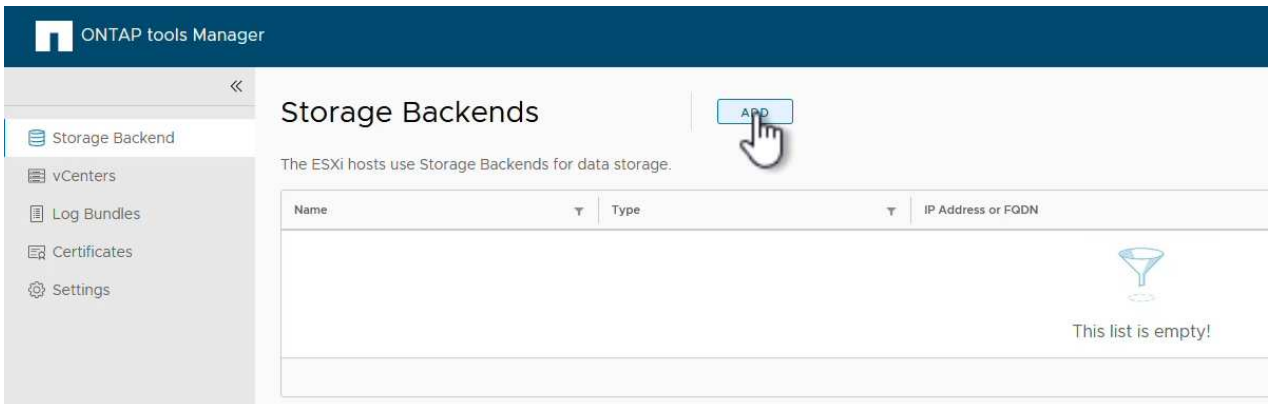 ONTAP tools Manager
Storage Backends
ADD
Storage Backend
The ESXi hosts use Storage Backends for data storage.
vCenters
Name Type IP Address or FQDN
Log Bundles
Certificates
Settings
This list is empty!